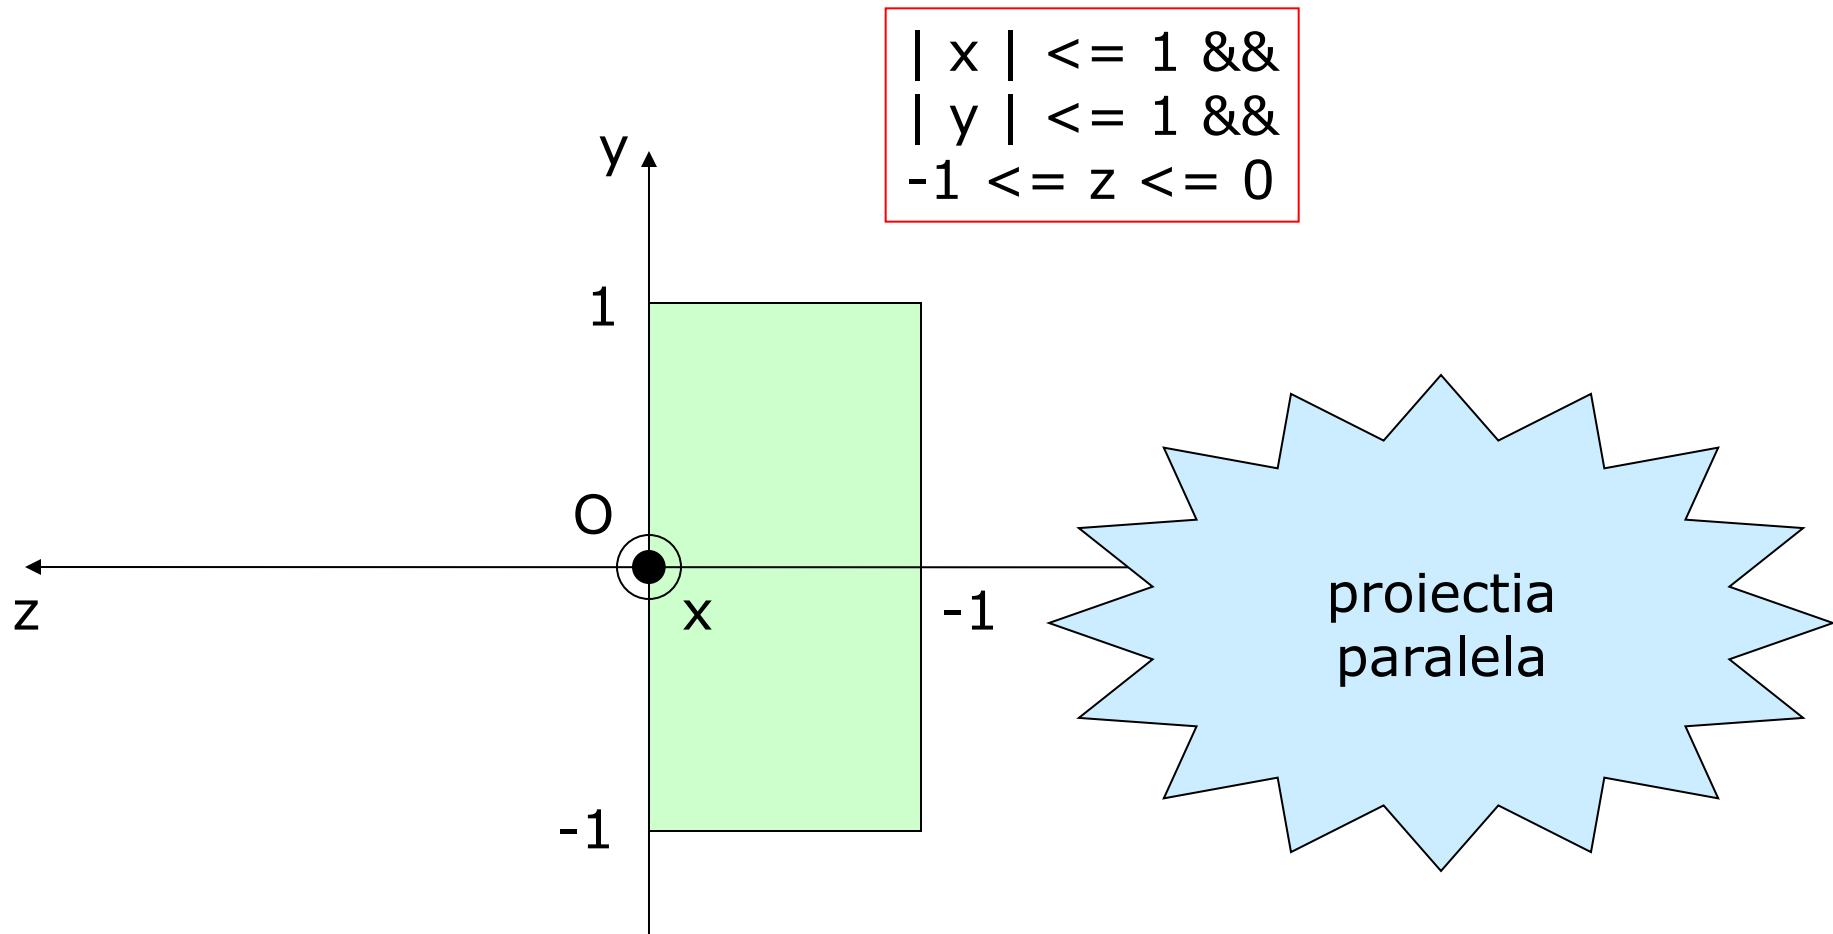 | x | <= 1 &&
| y | <= 1 &&
-1 <= z <= 0
y
1
O
z
x
-1
-1
proiectia
paralela